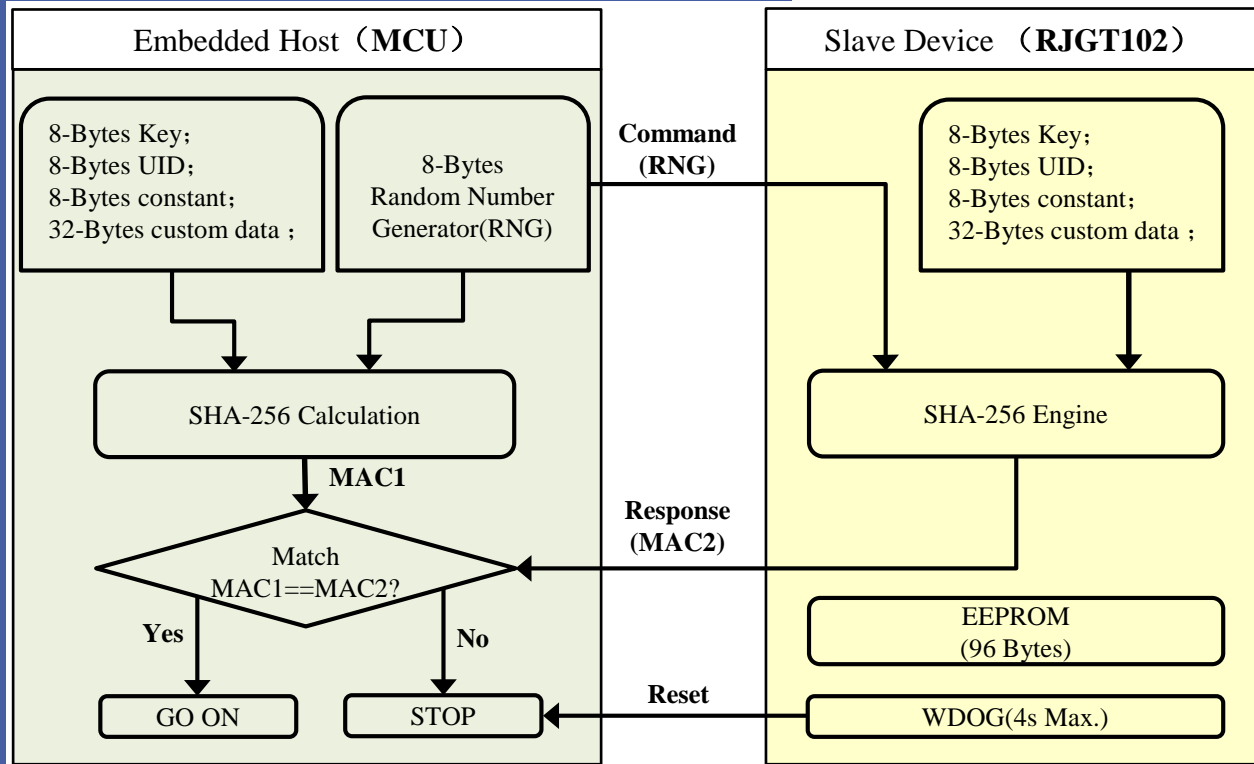 Embedded Host（MCU）
Slave Device （RJGT102）
8-Bytes Key；
8-Bytes UID；
8-Bytes constant；
32-Bytes custom data ；
8-Bytes
Random Number
Generator(RNG)
Command
(RNG)
8-Bytes Key；
8-Bytes UID；
8-Bytes constant；
32-Bytes custom data ；
SHA-256 Calculation
SHA-256 Engine
MAC1
Response
(MAC2)
Match
MAC1==MAC2?
Yes
No
EEPROM
(96 Bytes)
GO ON
STOP
Reset
WDOG(4s Max.)